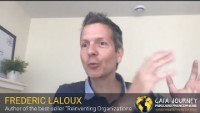 FREDERIC LALOUX
Author of the best-seller "Reinventing Organizations"
GAIA JOURNEY